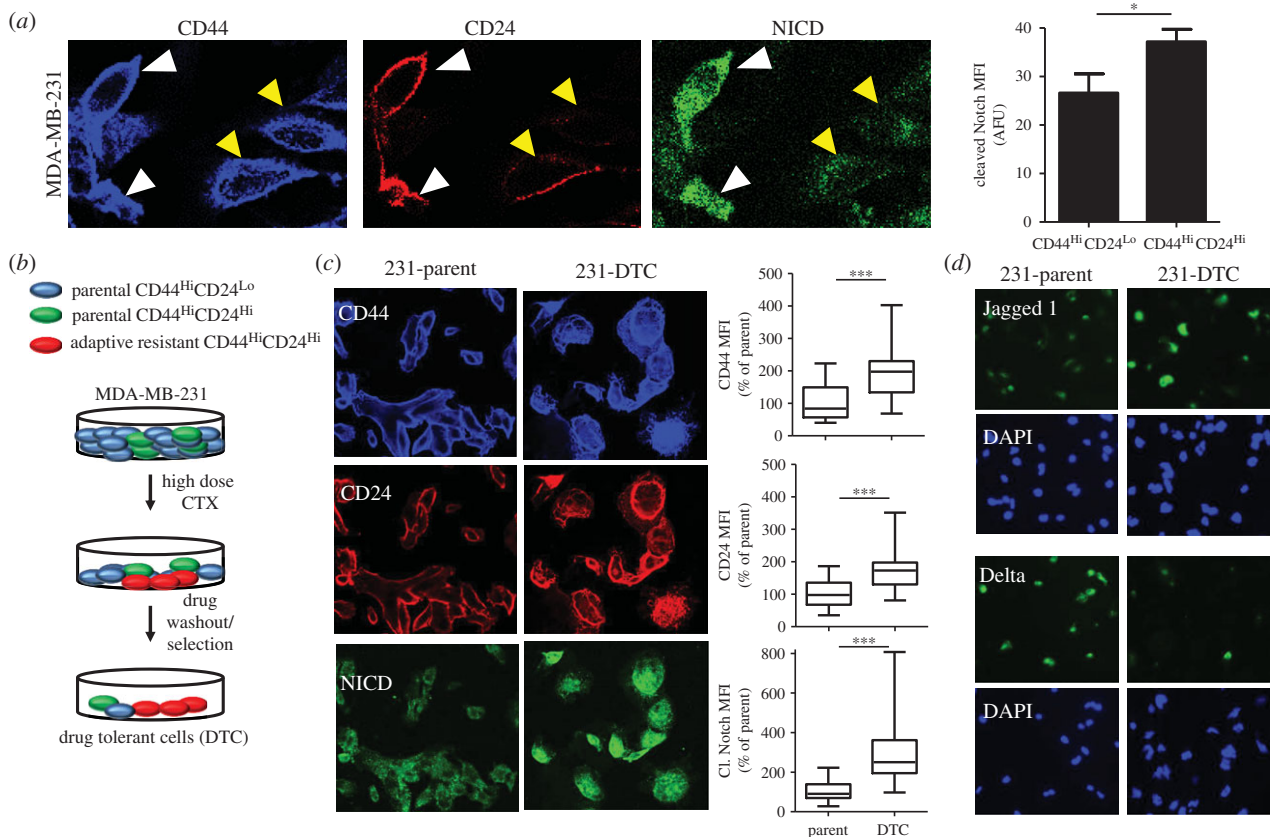 (a)
CD44
CD24
NICD
MDA-MB-231
*
cleaved Notch MFI
(AFU)
40
30
20
10
0
CD44HiCD24Lo
CD44HiCD24Hi
(b)
parental CD44HiCD24Lo
parental CD44HiCD24Hi
adaptive resistant CD44HiCD24Hi
MDA-MB-231
high dose
CTX
drug
washout/
selection
drug tolerant cells (DTC)
(c)
231-parent
231-DTC
CD44
CD24
NICD
***
CD44 MFI
(% of parent)
500
400
300
200
100
0
***
CD24 MFI
(% of parent)
500
400
300
200
100
0
***
Cl. Notch MFI
(% of parent)
800
600
400
200
0
parent
DTC
(d)
231-parent
231-DTC
Jagged 1
DAPI
Delta
DAPI